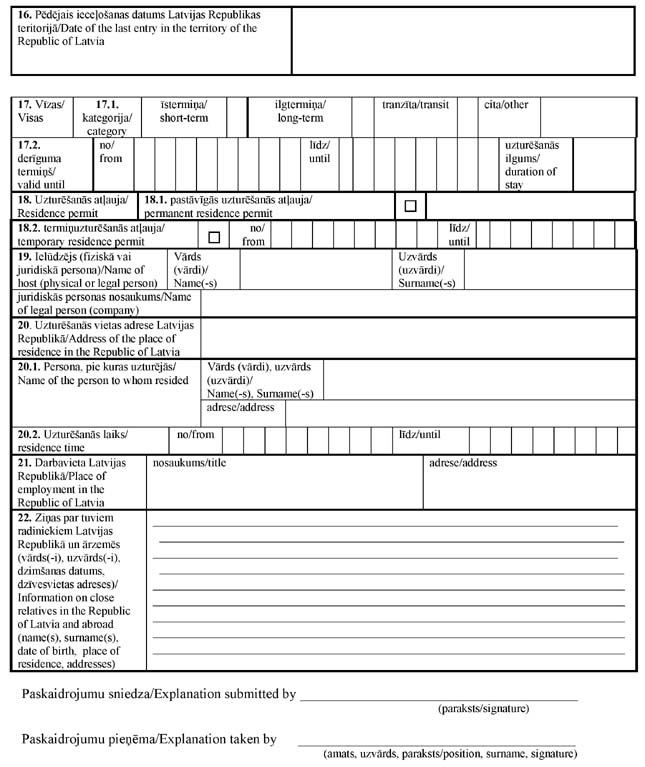 16. Pēdējais ieceļošanas datums Latvijas Republikas
teritorijā/Date of the last entry in the territory of the
Republic of Latvia
17. Vīzas/
Visas
17.1.
kategorija/
category
īstermiņa/
short-term
ilgtermiņa/
long-term
tranzīta/transit
cita/other
17.2.
derīguma
termiņš/
valid until
no/
from
līdz/
until
uzturēšanās
ilgums/
duration of
stay
18. Uzturēšanās atļauja/
Residence permit
18.1. pastāvīgās uzturēšanās atļauja/
permanent residence permit
18.2. termiņuzturēšanās atļauja/
temporary residence permit
no/
from
līdz/
until
19. Ielūdzējs (fiziskā vai
juridiskā persona)/Name of
host (physical or legal person)
Vārds
(vārdi)/
Name(-s)
Uzvārds
(uzvārdi)/
Surname(-s)
juridiskās personas nosaukums/Name
of legal person (company)
20. Uzturēšanās vietas adrese Latvijas
Republikā/Address of the place of
residence in the Republic of Latvia
20.1. Persona, pie kuras uzturējās/
Name of the person to whom resided
Vārds (vārdi), uzvārds
(uzvārdi)/
Name(-s), Surname(-s)
adrese/address
20.2. Uzturēšanās laiks/
residence time
no/from
līdz/until
21. Darbavieta Latvijas
Republikā/Place of
employment in the
Republic of Latvia
nosaukums/title
adrese/address
22. Ziņas par tuviem
radiniekiem Latvijas
Republikā un ārzemēs
(vārds(-i), uzvārds(-i),
dzimšanas datums,
dzīvesvietas adreses)/
Information on close
relatives in the Republic
of Latvia and abroad
(name(s), surname(s),
date of birth, place of
residence, addresses)
Paskaidrojumu sniedza/Explanation submitted by
(paraksts/signature)
Paskaidrojumu pieņēma/Explanation taken by
(amats, uzvārds, paraksts/position, surname, signature)